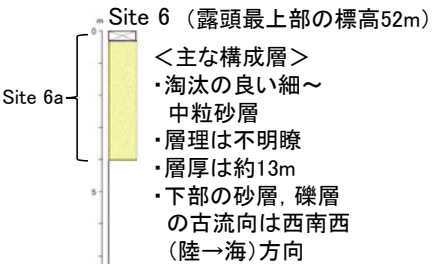 Site 6 (露頭最上部の標高52m)
m
0
<主な構成層>
・淘汰の良い細~
中粒砂層
Site 6a
・層理は不明瞭
・層厚は約13m
5
・下部の砂層,礫層
の古流向は西南西
(陸→海)方向